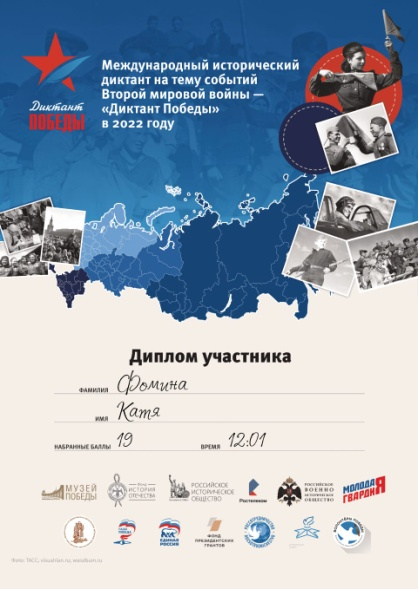 Международный исторический
диктант на тему событий
Второй мировой войны —
«Диктант Победы»
в 2022 году
Диктант
ПОБЕДЫ
Диплом участника
ФАМИЛИЯ Фомина
ИМЯ Катя
НАБРАННЫЕ БАЛЛЫ 19 ВРЕМЯ 12:01
МУЗЕЙ
ПОБЕДЫ
ФОНД
ИСТОРИЯ
ОТЕЧЕСТВА
РОССИЙСКОЕ
ИСТОРИЧЕСКОЕ
ОБЩЕСТВО
Ростелеком
РОССИЙСКОЕ
ВОЕННО
ИСТОРИЧЕСКОЕ
ОБЩЕСТВО
МОЛОДАЯ
ГВАРДИЯ
ЕДИНАЯ
РОССИЯ
ФОНД
ПРЕЗИДЕНТСКИХ
ГРАНТОВ